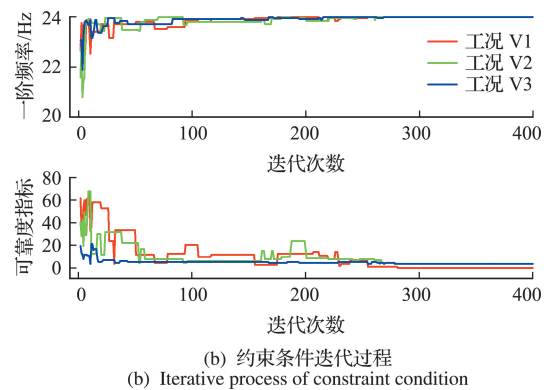 24
22
20
一阶频率/Hz
工况 V1
工况 V2
工况 V3
0 100 200 300 400
迭代次数
80
60
40
20
0
可靠度指标
0 100 200 300 400
迭代次数
(b) 约束条件迭代过程
(b) Iterative process of constraint condition